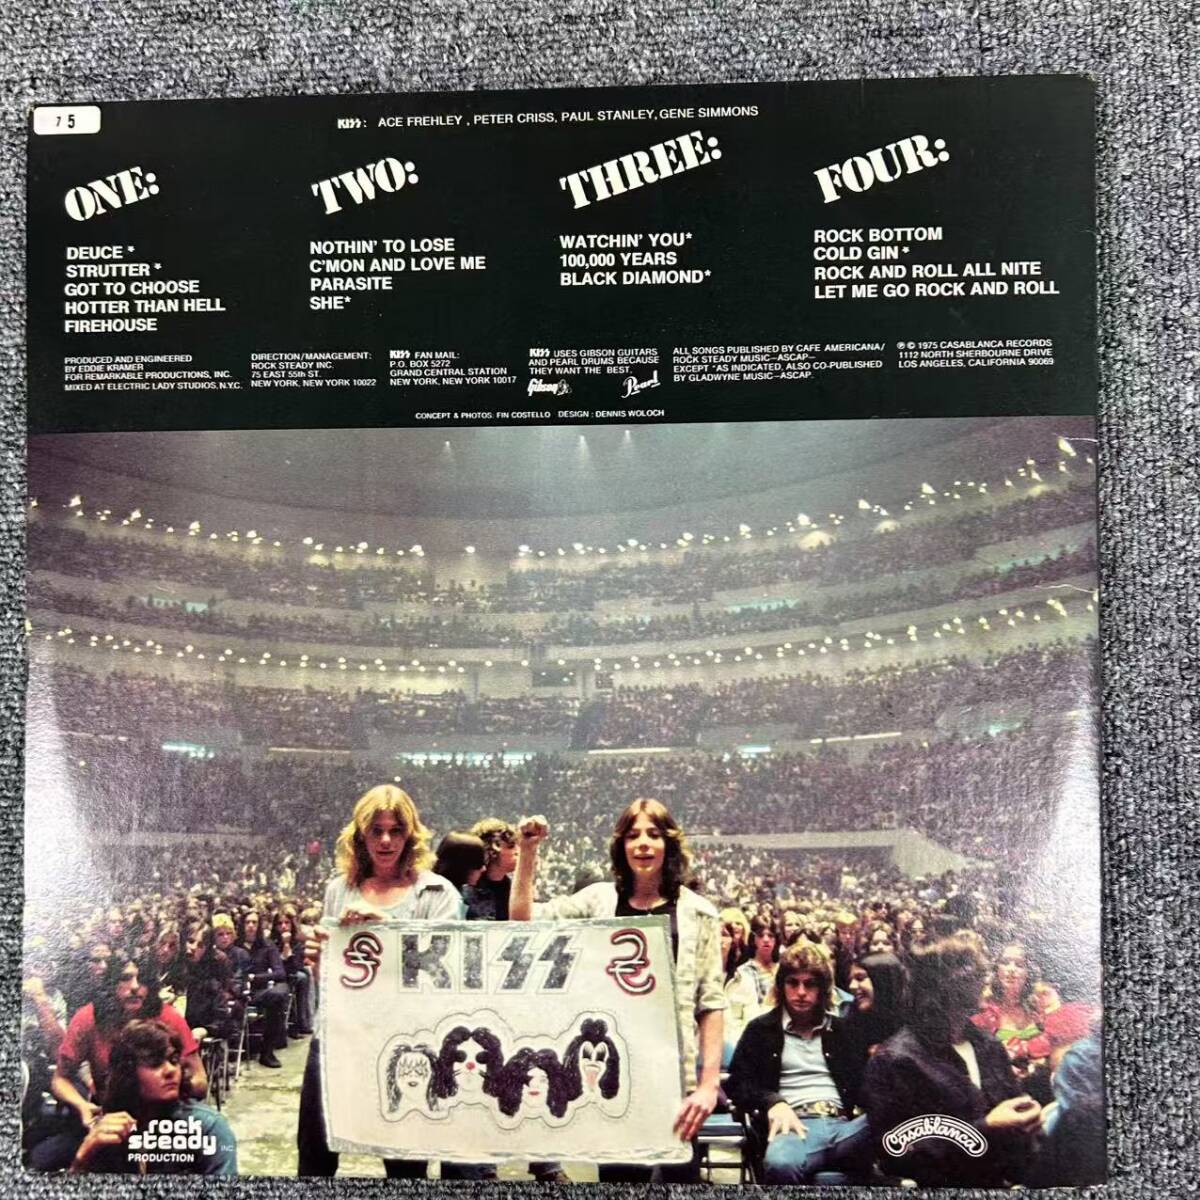 7 5
KISS: ACE FREHLEY, PETER CRISS, PAUL STANLEY, GENE SIMMONS
ONE:
DEUCE *
STRUTTER *
GOT TO CHOOSE
HOTTER THAN HELL
FIREHOUSE
TWO:
NOTHIN' TO LOSE
C'MON AND LOVE ME
PARASITE
SHE*
THREE:
WATCHIN' YOU*
100,000 YEARS
BLACK DIAMOND*
FOUR:
ROCK BOTTOM
COLD GIN *
ROCK AND ROLL ALL NITE
LET ME GO ROCK AND ROLL
PRODUCED AND ENGINEERED
BY EDDIE KRAMER
FOR REMARKABLE PRODUCTIONS, INC.
MIXED AT ELECTRIC LADY STUDIOS, N.Y.C.
DIRECTION/MANAGEMENT:
ROCK STEADY INC.
75 EAST 55th ST.
NEW YORK, NEW YORK 10022
KISS FAN MAIL:
P.O. BOX 5272
GRAND CENTRAL STATION
NEW YORK, NEW YORK 10017
KISS USES GIBSON GUITARS
AND PEARL DRUMS BECAUSE
THEY WANT THE BEST.
Gibson Pearl
ALL SONGS PUBLISHED BY CAFE AMERICANA/
ROCK STEADY MUSIC—ASCAP—
EXCEPT *AS INDICATED, ALSO CO-PUBLISHED
BY GLADWYNE MUSIC—ASCAP.
℗ © 1975 CASABLANCA RECORDS
1112 NORTH SHERBOURNE DRIVE
LOS ANGELES, CALIFORNIA 90069
CONCEPT & PHOTOS: FIN COSTELLO DESIGN: DENNIS WOLOCH
KISS
A rock
steady INC.
PRODUCTION
Casablanca